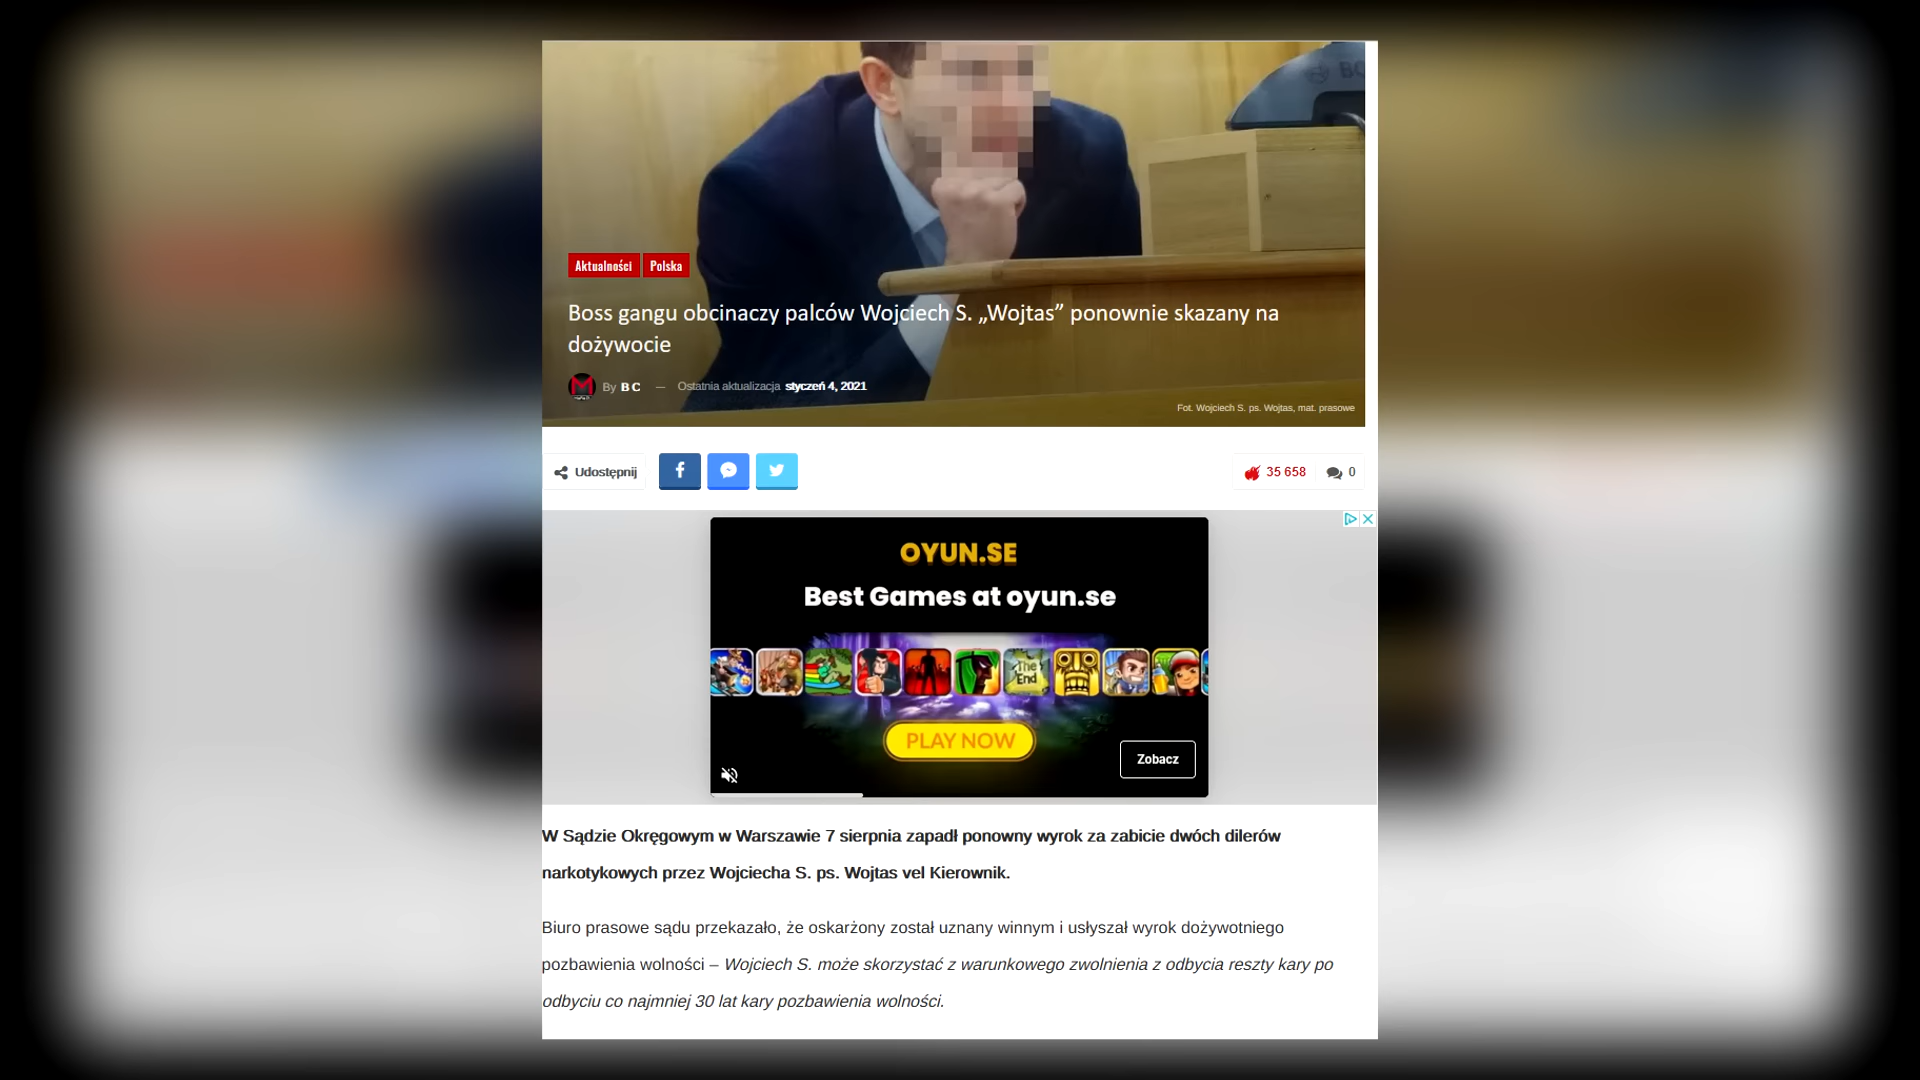 Aktualności Polska
Boss gangu obcinaczy palców Wojciech S. „Wojtas” ponownie skazany na
dożywocie
By B C — Ostatnia aktualizacja styczeń 4, 2021
Fot. Wojciech S. ps. Wojtas, mat. prasowe
Udostępnij
35 658 0
OYUN.SE
Best Games at oyun.se
The End
PLAY NOW
Zobacz
W Sądzie Okręgowym w Warszawie 7 sierpnia zapadł ponowny wyrok za zabicie dwóch dilerów
narkotykowych przez Wojciecha S. ps. Wojtas vel Kierownik.
Biuro prasowe sądu przekazało, że oskarżony został uznany winnym i usłyszał wyrok dożywotniego
pozbawienia wolności – Wojciech S. może skorzystać z warunkowego zwolnienia z odbycia reszty kary po
odbyciu co najmniej 30 lat kary pozbawienia wolności.